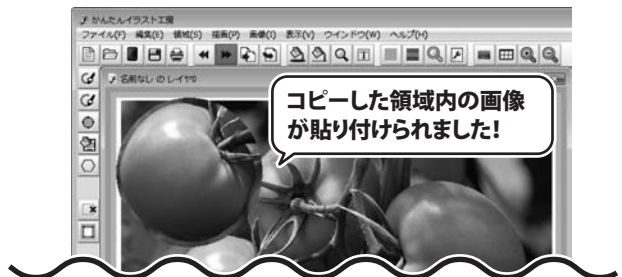 かんたんイラスト工房
ファイル(F) 編集(E) 領域(S) 描画(P) 画像(I) 表示(V) ウインドウ(W) ヘルプ(H)
名前なし の レイヤ0
コピーした領域内の画像
が貼り付けられました!